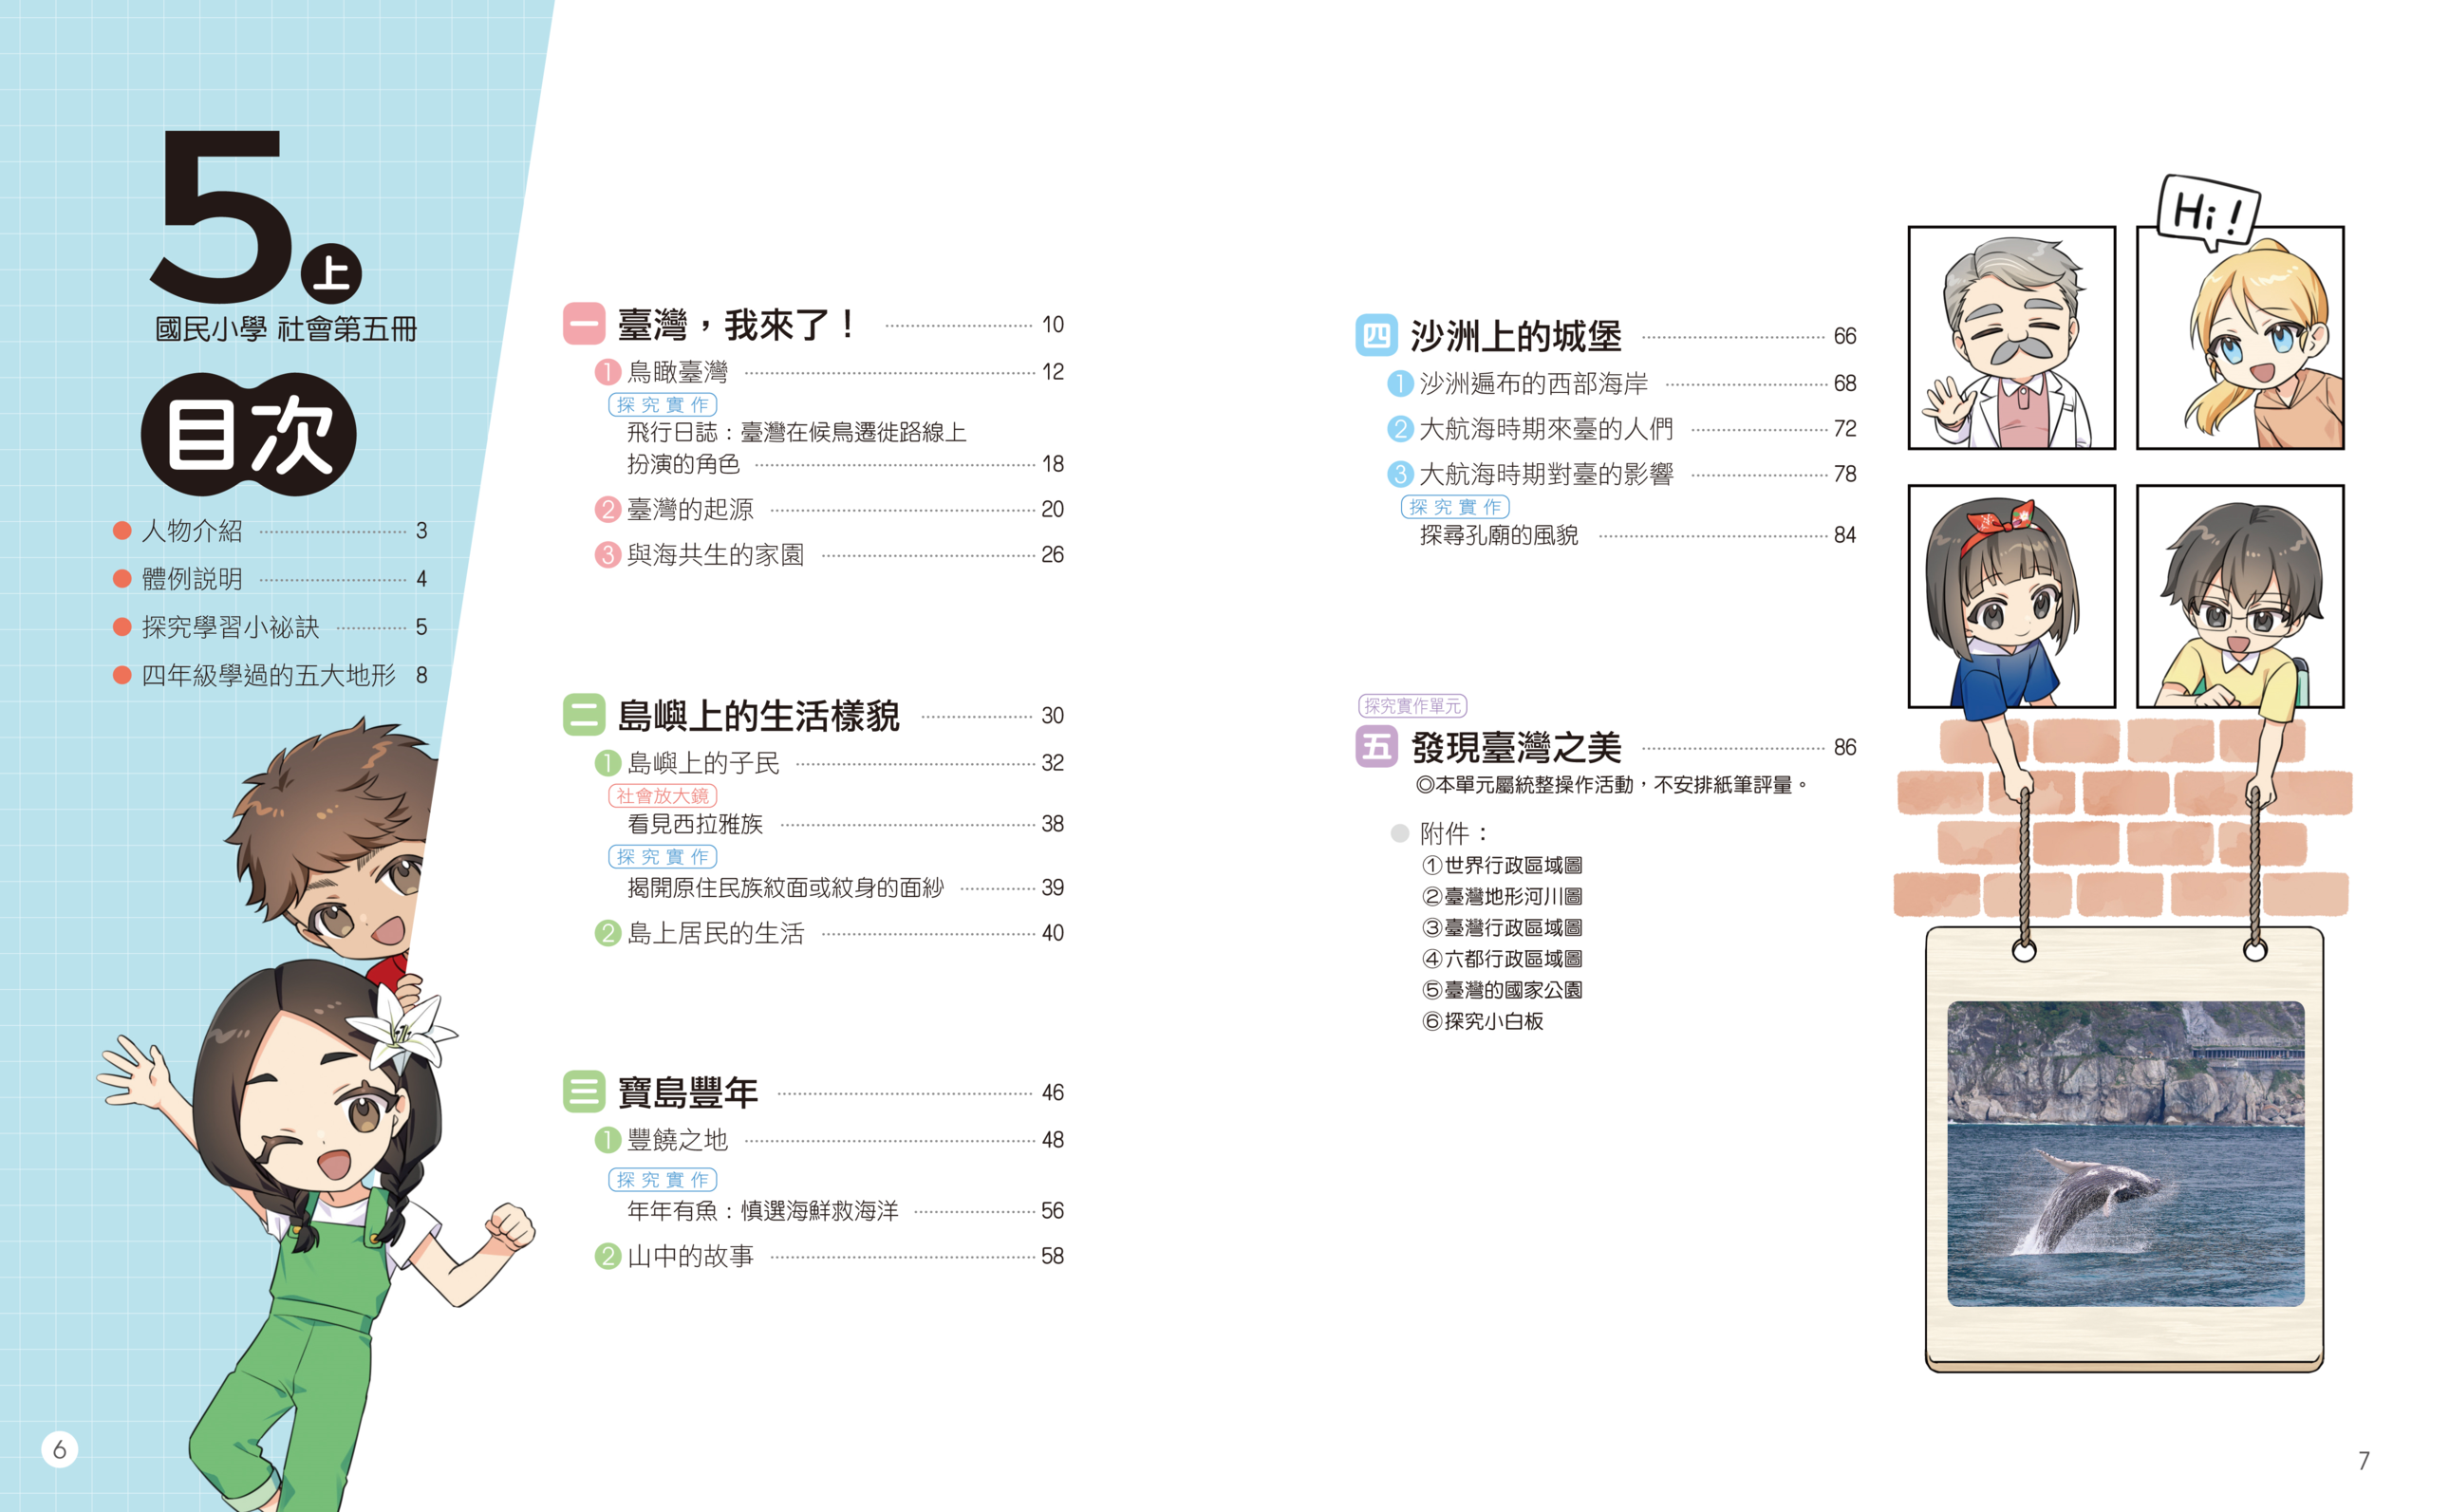 5上
國民小學 社會第五冊
目次
人物介紹 3
體例説明 4
探究學習小祕訣 5
四年級學過的五大地形 8
一 臺灣，我來了！ 10
1 鳥瞰臺灣 12
探究實作
飛行日誌：臺灣在候鳥遷徙路線上
扮演的角色 18
2 臺灣的起源 20
3 與海共生的家園 26
二 島嶼上的生活樣貌 30
1 島嶼上的子民 32
社會放大鏡
看見西拉雅族 38
探究實作
揭開原住民族紋面或紋身的面紗 39
2 島上居民的生活 40
三 寶島豐年 46
1 豐饒之地 48
探究實作
年年有魚：慎選海鮮救海洋 56
2 山中的故事 58
6
四 沙洲上的城堡 66
1 沙洲遍布的西部海岸 68
2 大航海時期來臺的人們 72
3 大航海時期對臺的影響 78
探究實作
探尋孔廟的風貌 84
探究實作單元
五 發現臺灣之美 86
◎本單元屬統整操作活動，不安排紙筆評量。
附件：
①世界行政區域圖
②臺灣地形河川圖
③臺灣行政區域圖
④六都行政區域圖
⑤臺灣的國家公園
⑥探究小白板
Hi!
7